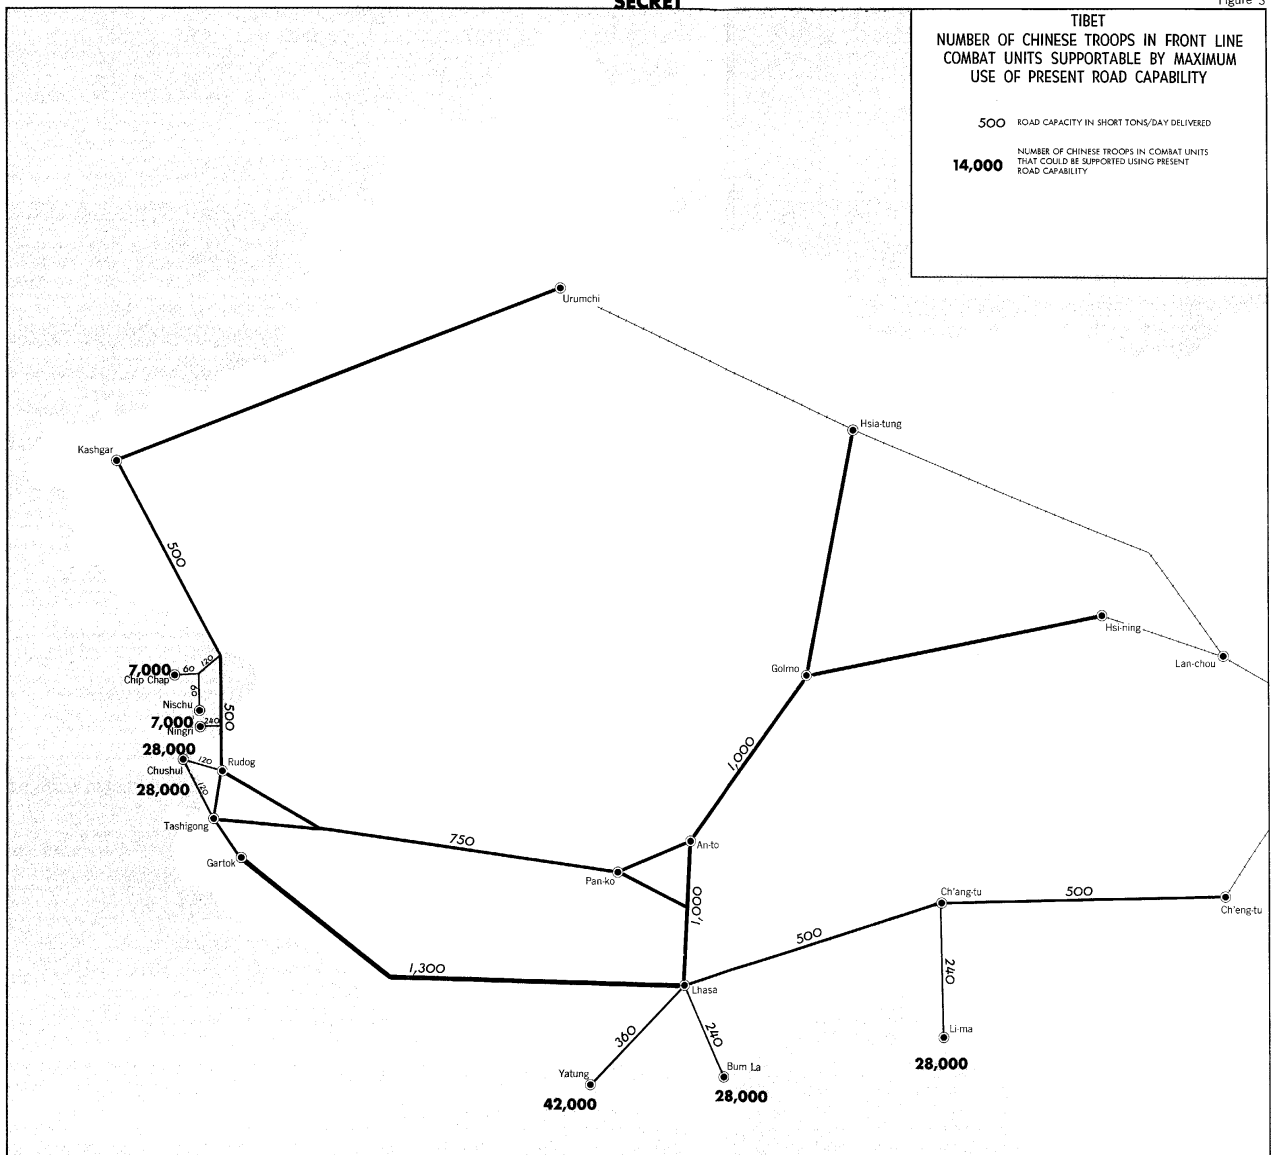 SECRET
Figure 3
TIBET
NUMBER OF CHINESE TROOPS IN FRONT LINE
COMBAT UNITS SUPPORTABLE BY MAXIMUM
USE OF PRESENT ROAD CAPABILITY
500 ROAD CAPACITY IN SHORT TONS/DAY DELIVERED
14,000 NUMBER OF CHINESE TROOPS IN COMBAT UNITS
THAT COULD BE SUPPORTED USING PRESENT
ROAD CAPABILITY
Urumchi
Hsia-tung
Kashgar
500
Hsi-ning
Lan-chou
Golmo
7,000
60
120
Chip Chap
60
Nischu
7,000
240
500
Ningri
28,000
120
Rudog
Chushul
28,000
120
1,000
Tashigong
750
An-to
Gartok
Pan-ko
1,000
Ch'ang-tu
500
Ch'eng-tu
500
1,300
240
Lhasa
360
240
Li-ma
28,000
Yatung
Bum La
42,000
28,000